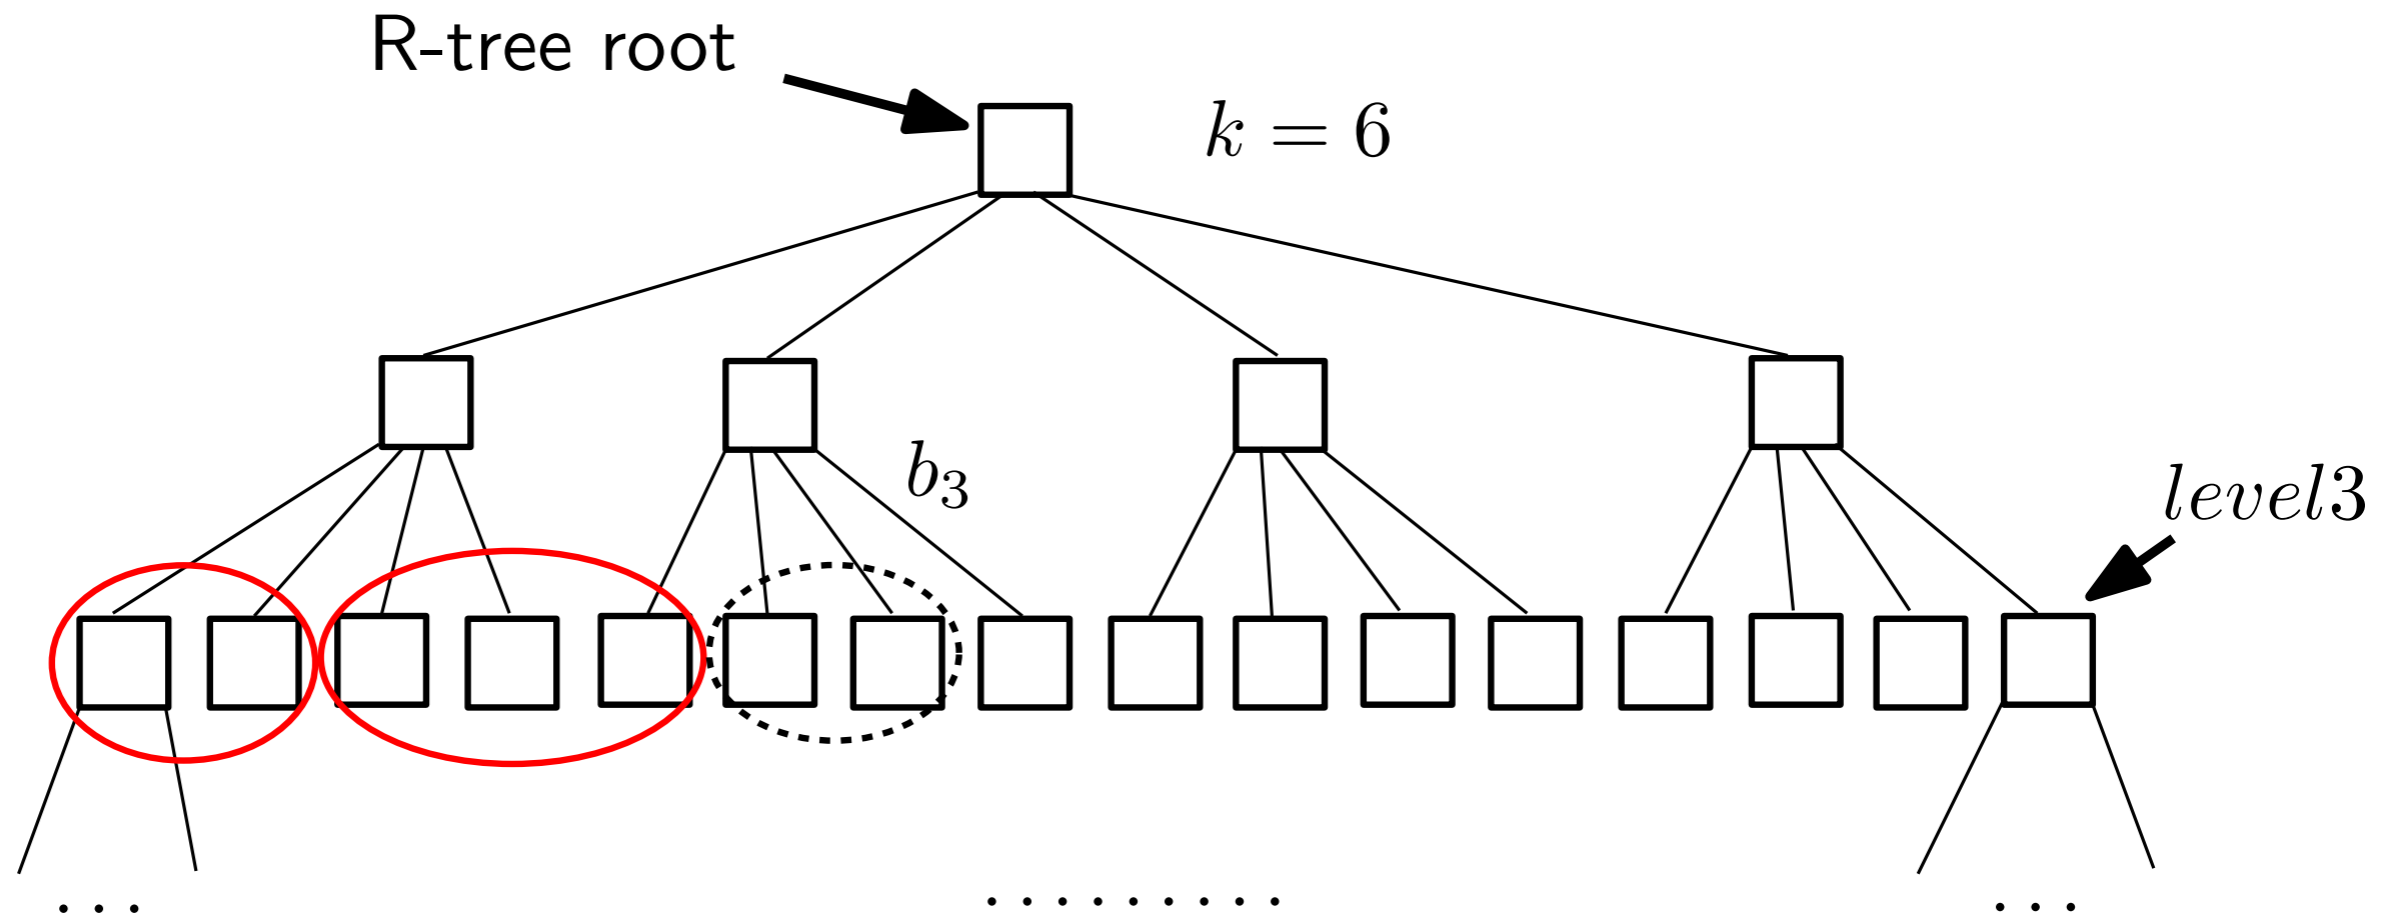 R-tree root
k = 6
b₃
level3
. . .
. . . . . . . . .
. . .